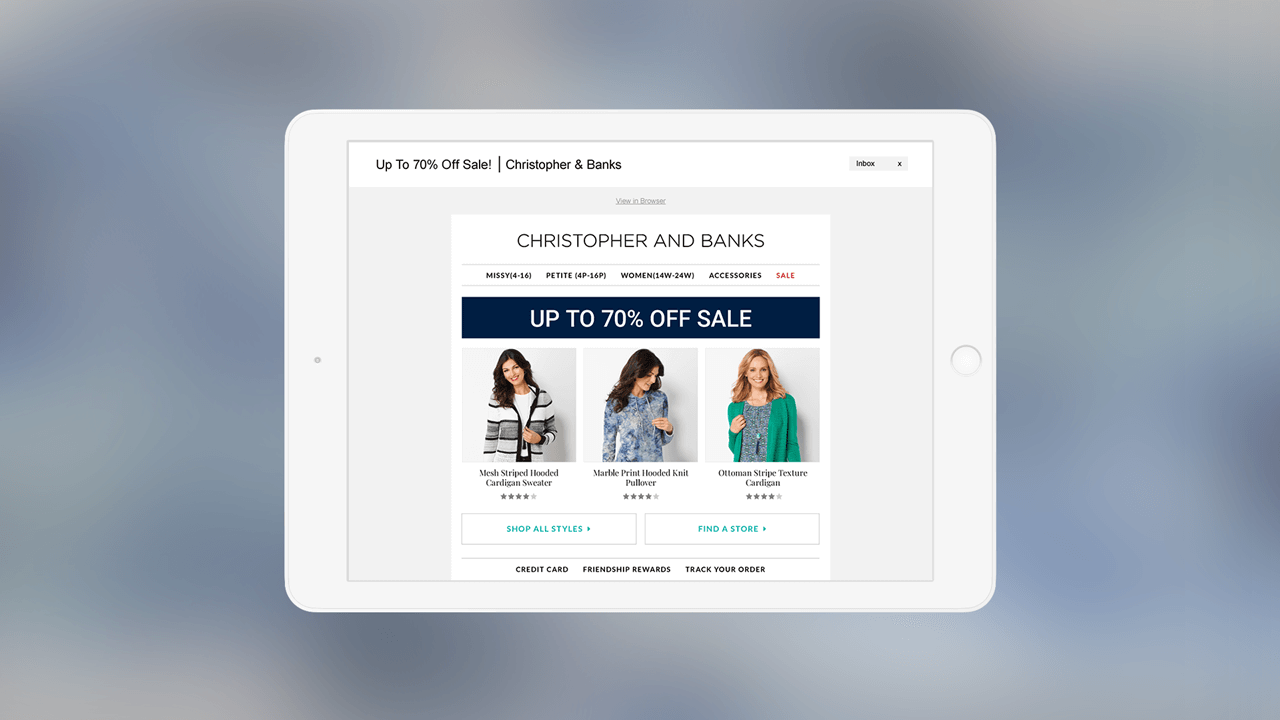 Up To 70% Off Sale! | Christopher & Banks
Inbox x
View in Browser
CHRISTOPHER AND BANKS
MISSY(4-16) PETITE (4P-16P) WOMEN(14W-24W) ACCESSORIES SALE
UP TO 70% OFF SALE
Mesh Striped Hooded
Cardigan Sweater
Marble Print Hooded Knit
Pullover
Ottoman Stripe Texture
Cardigan
SHOP ALL STYLES
FIND A STORE
CREDIT CARD FRIENDSHIP REWARDS TRACK YOUR ORDER